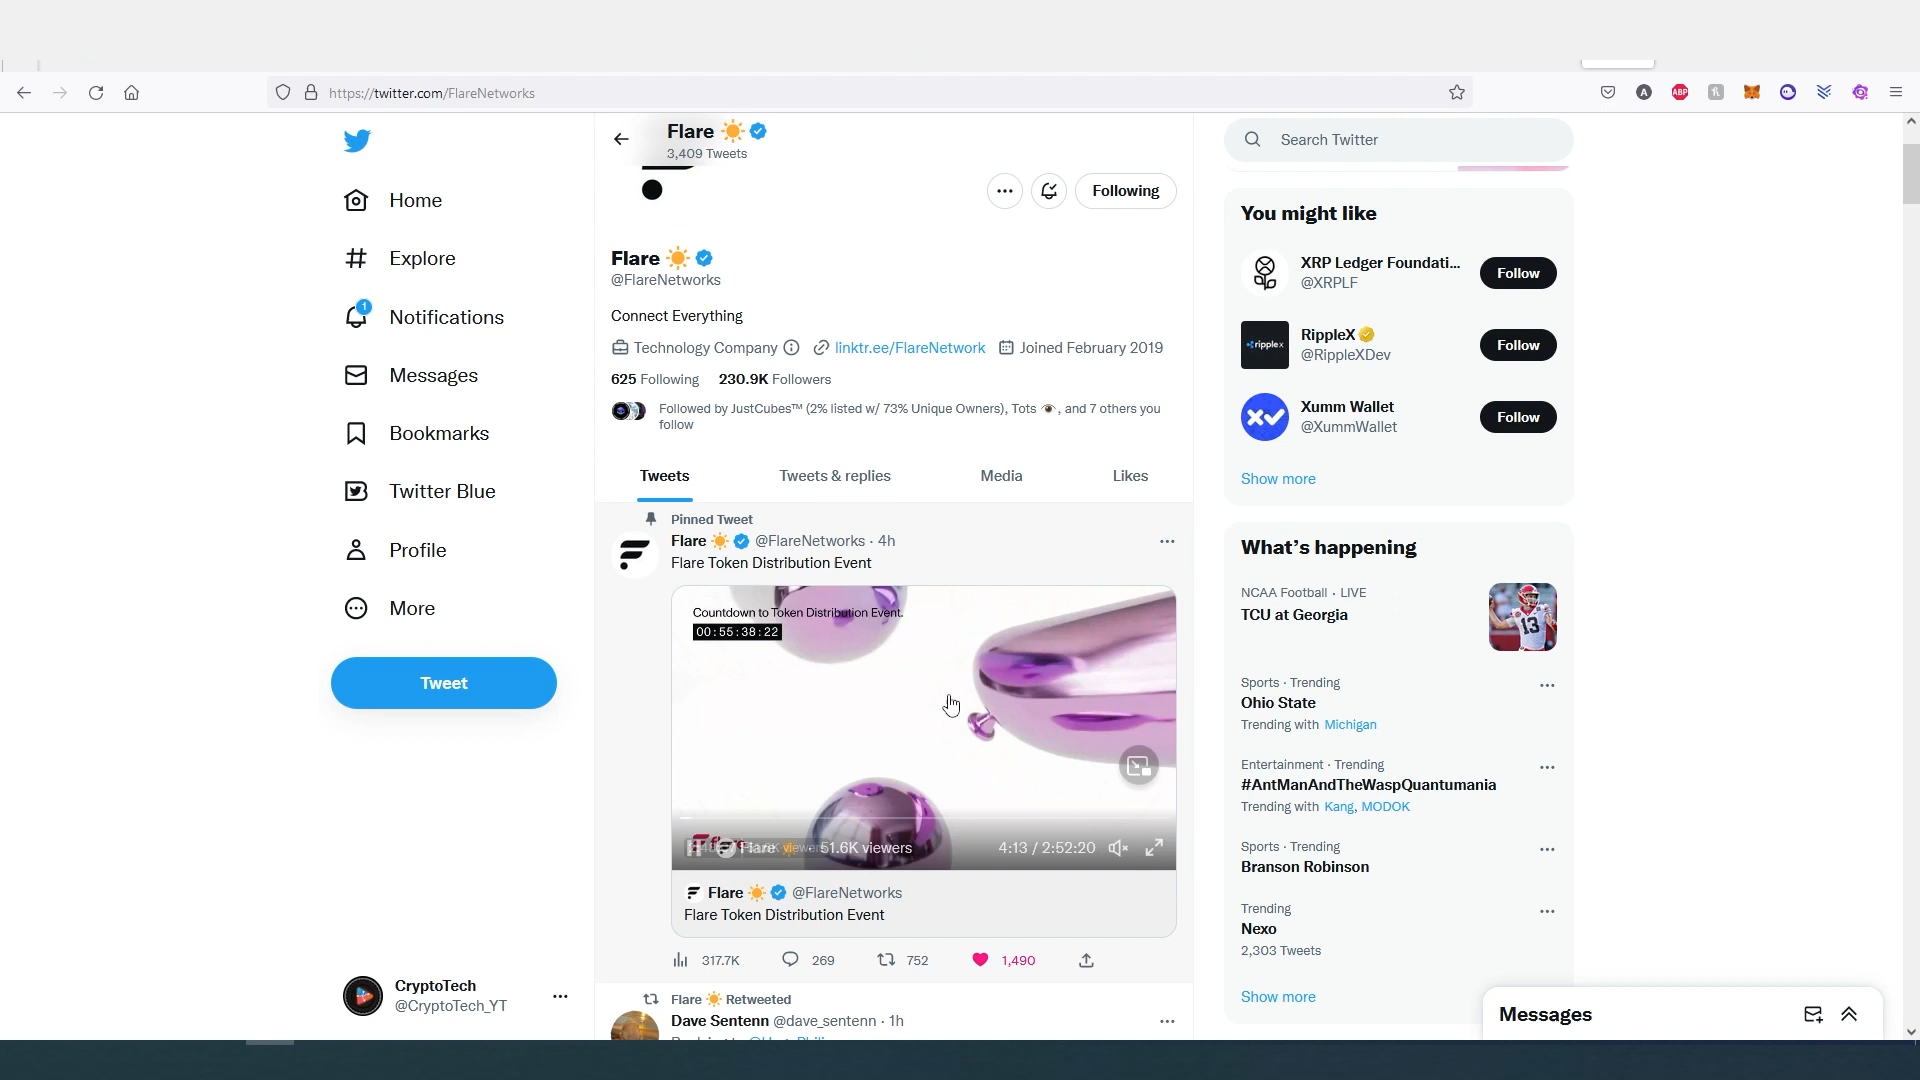 https://twitter.com/FlareNetworks
ABP
A
Home
Explore
1
Notifications
Messages
Bookmarks
Twitter Blue
Profile
More
Tweet
CryptoTech
@CryptoTech_YT
Flare
3,409 Tweets
Following
Flare
@FlareNetworks
Connect Everything
Technology Company linktr.ee/FlareNetwork Joined February 2019
625 Following 230.9K Followers
Followed by JustCubes™ (2% listed w/ 73% Unique Owners), Tots 👁, and 7 others you
follow
Tweets Tweets & replies Media Likes
Pinned Tweet
Flare @FlareNetworks · 4h
Flare Token Distribution Event
Countdown to Token Distribution Event.
00:55:38:22
Flare 51.6K viewers 4:13 / 2:52:20
Flare @FlareNetworks
Flare Token Distribution Event
317.7K 269 752 1,490
Flare Retweeted
Dave Sentenn @dave_sentenn · 1h
Search Twitter
You might like
XRP Ledger Foundati...
@XRPLF
Follow
ripplex
RippleX
@RippleXDev
Follow
Xumm Wallet
@XummWallet
Follow
Show more
What's happening
NCAA Football · LIVE
TCU at Georgia
13
Sports · Trending
Ohio State
Trending with Michigan
Entertainment · Trending
#AntManAndTheWaspQuantumania
Trending with Kang, MODOK
Sports · Trending
Branson Robinson
Trending
Nexo
2,303 Tweets
Show more
Messages